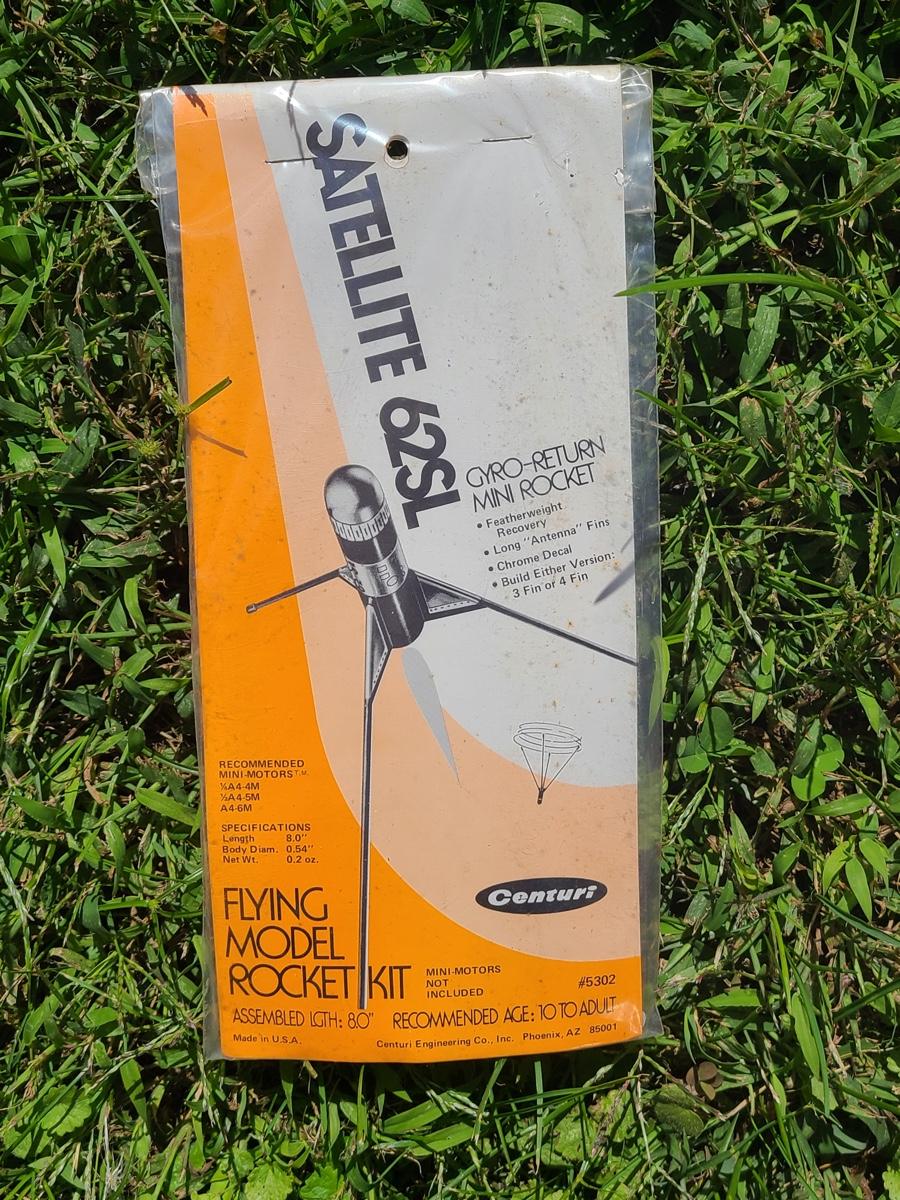 SATELLITE 62SL
GYRO-RETURN
MINI ROCKET
• Featherweight
Recovery
• Long "Antenna" Fins
• Chrome Decal
• Build Either Version:
3 Fin or 4 Fin
RECOMMENDED
MINI-MOTORS T.M.
¼A4-4M
½A4-5M
A4-6M
SPECIFICATIONS
Length 8.0"
Body Diam. 0.54"
Net Wt. 0.2 oz.
Centuri
FLYING
MODEL
ROCKET KIT
MINI-MOTORS
NOT
INCLUDED
#5302
ASSEMBLED LGTH: 8.0" RECOMMENDED AGE: 10 TO ADULT
Made in U.S.A. Centuri Engineering Co., Inc. Phoenix, AZ 85001